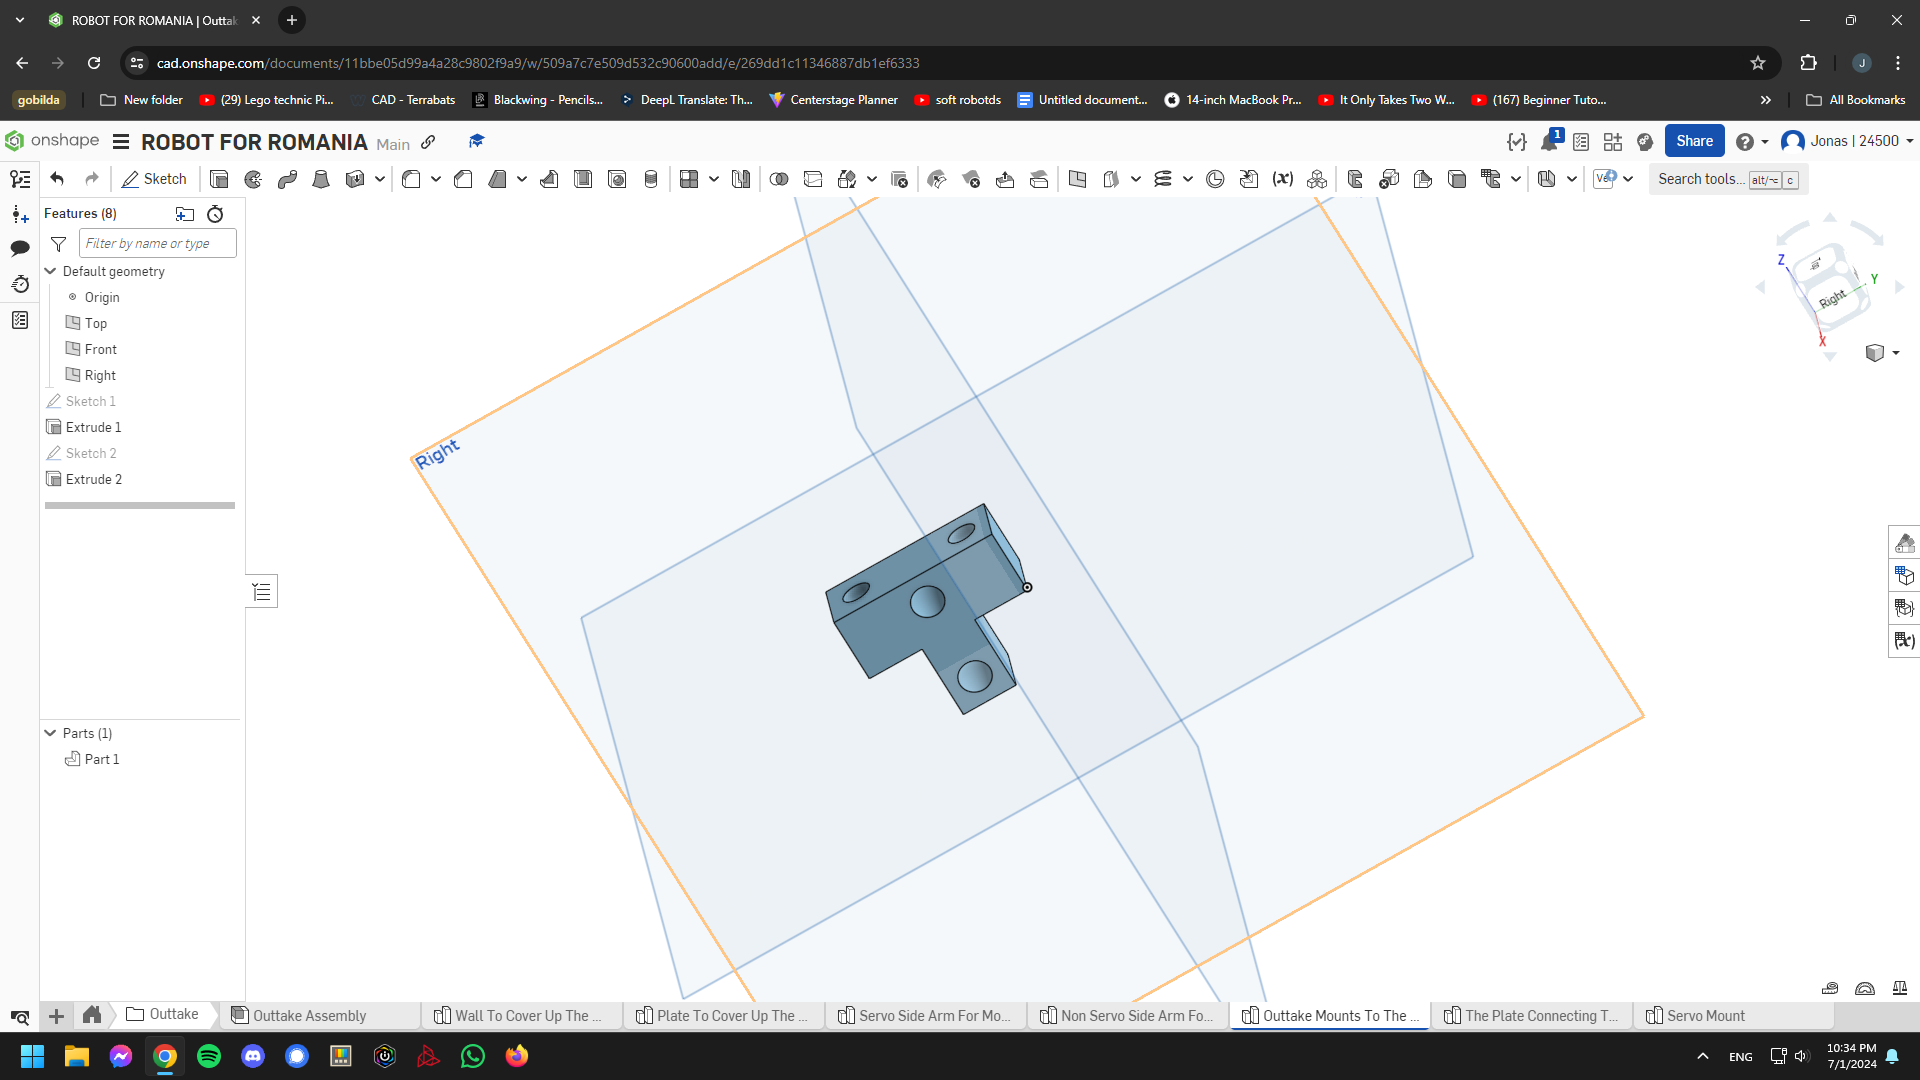 ROBOT FOR ROMANIA | Outta
cad.onshape.com/documents/11bbe05d99a4a28c9802f9a9/w/509a7c7e509d532c90600add/e/269dd1c11346887db1ef6333
J
gobilda
New folder
(29) Lego technic Pi...
CAD - Terrabats
Blackwing - Pencils...
DeepL Translate: Th...
Centerstage Planner
soft robotds
Untitled document...
14-inch MacBook Pr...
It Only Takes Two W...
(167) Beginner Tuto...
All Bookmarks
onshape
ROBOT FOR ROMANIA
Main
1
Share
Jonas | 24500
Sketch
Search tools...
alt/⌥
c
Features (8)
Filter by name or type
Default geometry
Origin
Top
Front
Right
Sketch 1
Extrude 1
Sketch 2
Extrude 2
Right
Z
Y
Right
X
Parts (1)
Part 1
Outtake
Outtake Assembly
Wall To Cover Up The ...
Plate To Cover Up The ...
Servo Side Arm For Mo...
Non Servo Side Arm Fo...
Outtake Mounts To The ...
The Plate Connecting T...
Servo Mount
ENG
10:34 PM
7/1/2024